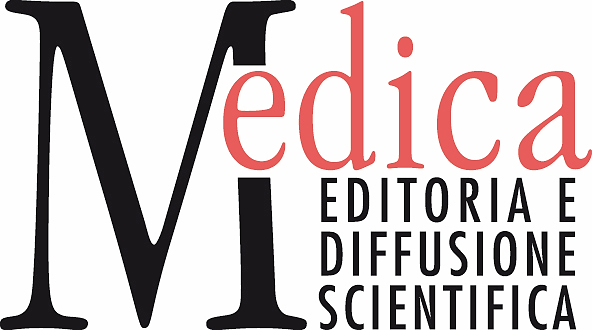 Medica
EDITORIA E
DIFFUSIONE
SCIENTIFICA